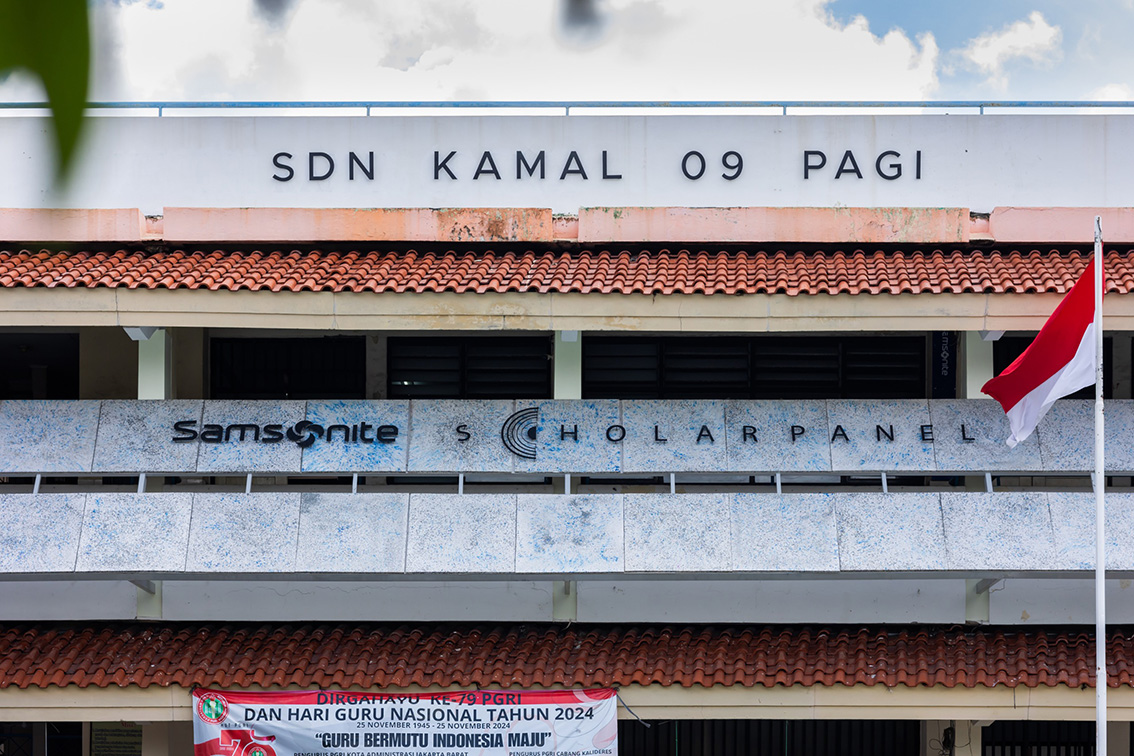 SDN KAMAL 09 PAGI
Samsonite SCHOLARPANEL
DIRGAHAYU KE-79 PGRI
DAN HARI GURU NASIONAL TAHUN 2024
25 NOVEMBER 1945 - 25 NOVEMBER 2024
"GURU BERMUTU INDONESIA MAJU"
PENGURUS PGRI KOTA ADMINISTRASI JAKARTA BARAT PENGURUS PGRI CABANG KALIDERES
Samsonite